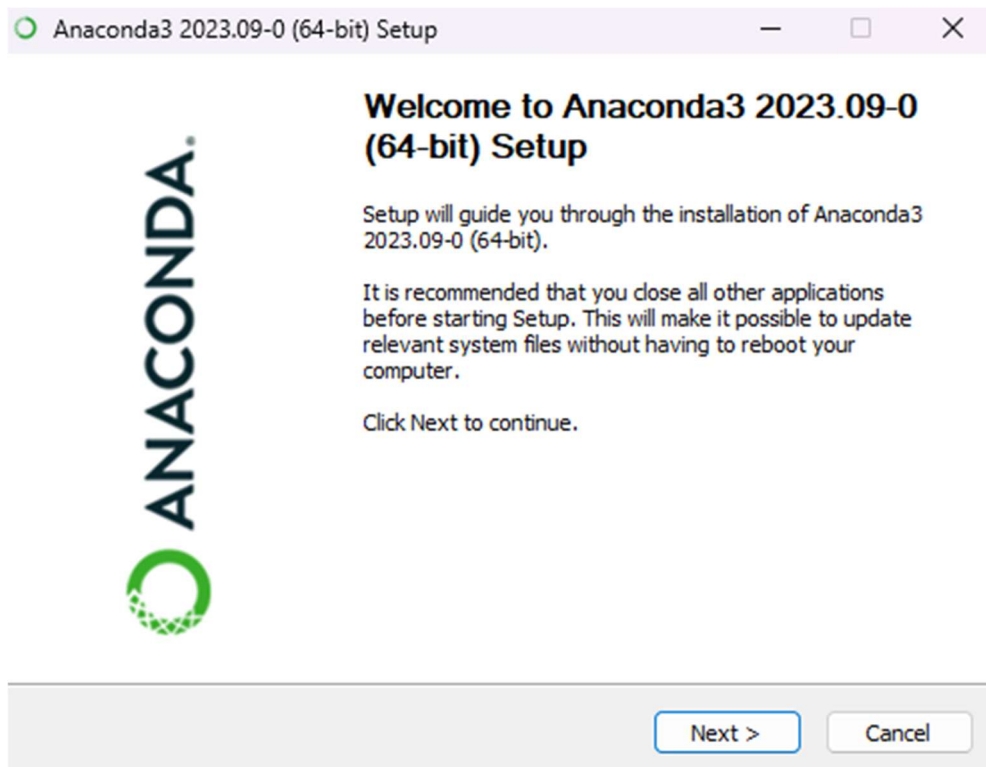 Anaconda3 2023.09-0 (64-bit) Setup
ANACONDA.
Welcome to Anaconda3 2023.09-0
(64-bit) Setup
Setup will guide you through the installation of Anaconda3
2023.09-0 (64-bit).
It is recommended that you close all other applications
before starting Setup. This will make it possible to update
relevant system files without having to reboot your
computer.
Click Next to continue.
Next >
Cancel